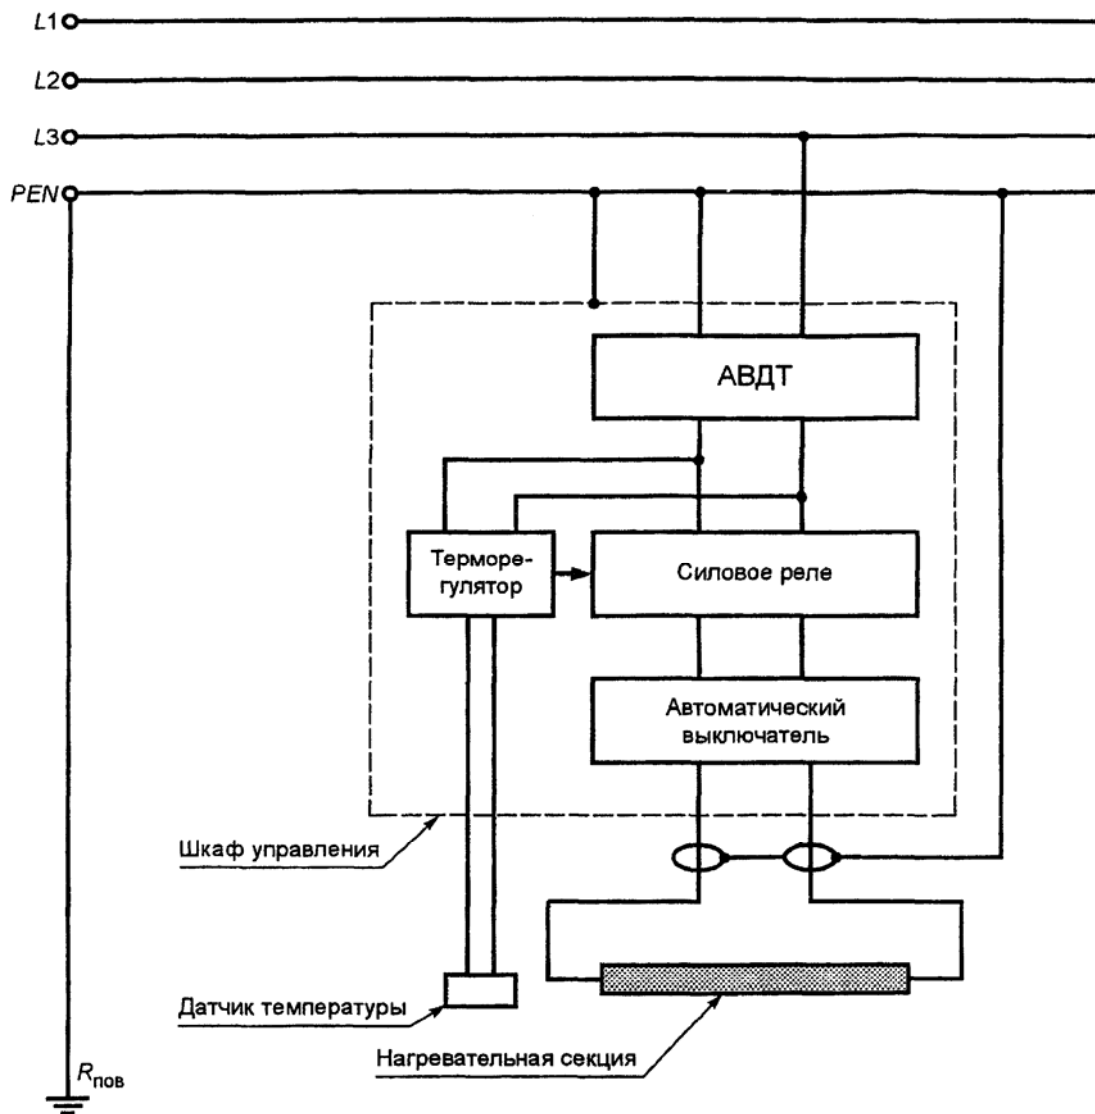 L1
L2
L3
PEN
АВДТ
Терморе-
гулятор
Силовое реле
Автоматический
выключатель
Шкаф управления
Датчик температуры
Нагревательная секция
Rпов